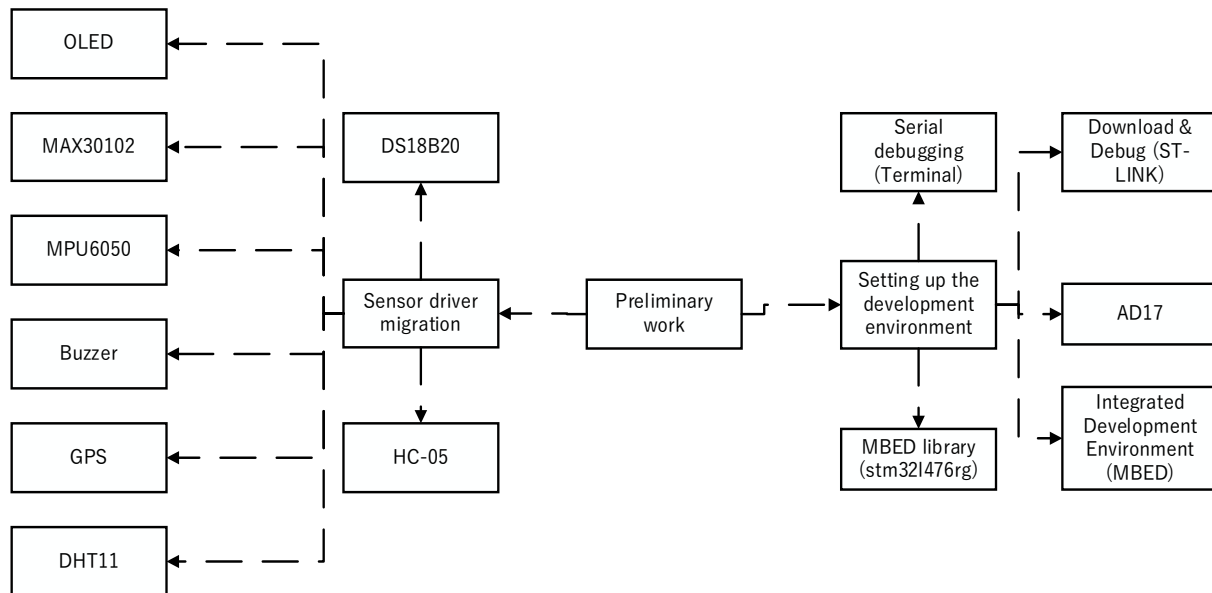 OLED
MAX30102
MPU6050
Buzzer
GPS
DHT11
DS18B20
Sensor driver
migration
HC-05
Preliminary
work
Serial
debugging
(Terminal)
Setting up the
development
environment
MBED library
(stm32l476rg)
Download &
Debug (ST-
LINK)
AD17
Integrated
Development
Environment
(MBED)